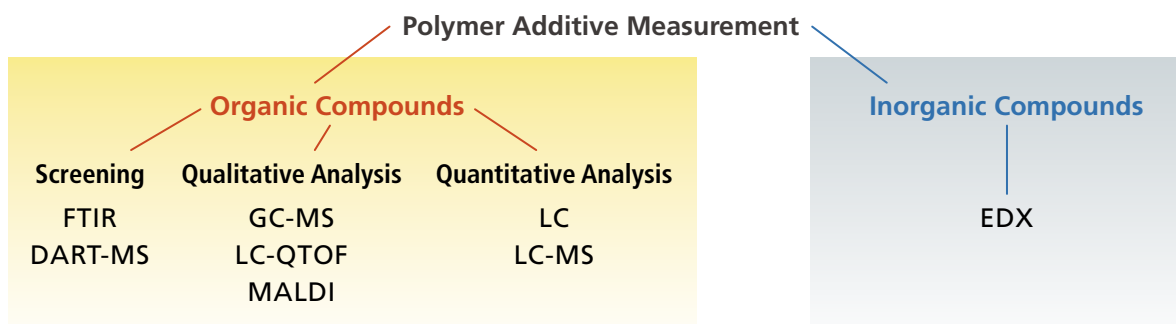 Polymer Additive Measurement
Organic Compounds
Inorganic Compounds
Screening
Qualitative Analysis
Quantitative Analysis
FTIR
GC-MS
LC
EDX
DART-MS
LC-QTOF
LC-MS
MALDI